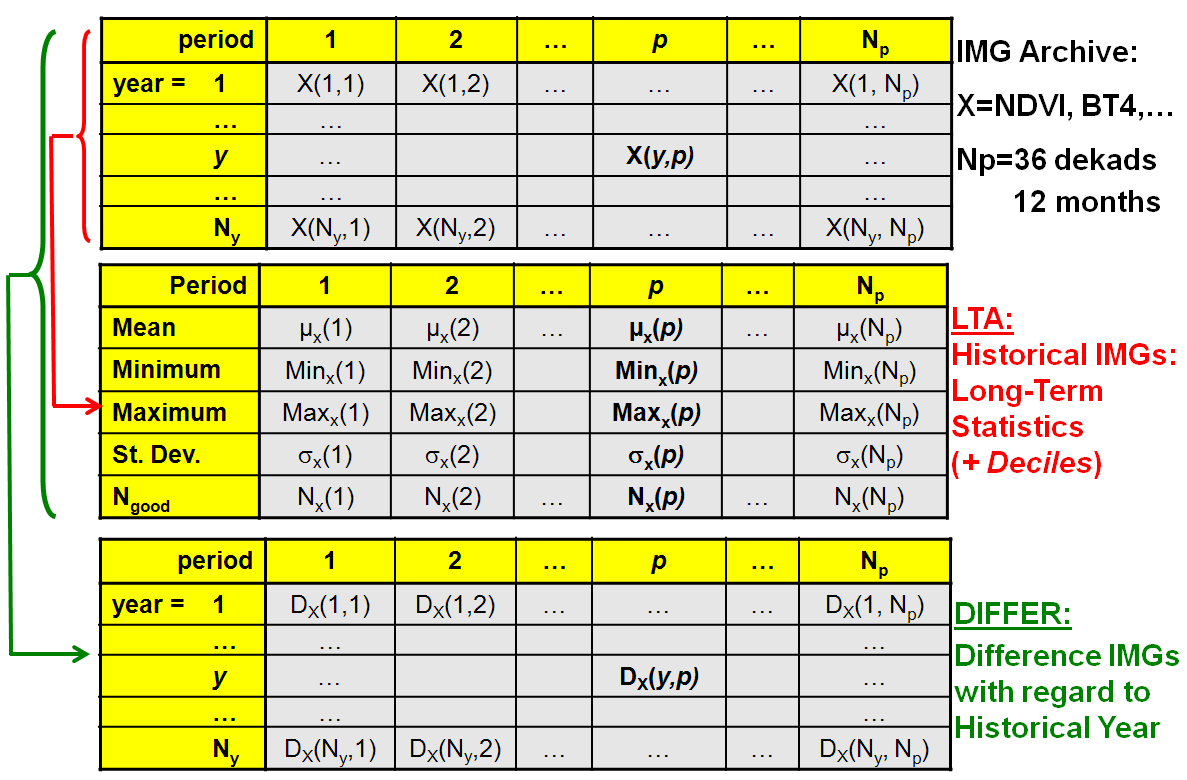 period 1 2 ... p ... Np
year = 1 X(1,1) X(1,2) ... ... ... X(1, Np)
... ... ...
y ... X(y,p) ...
... ... ...
Ny X(Ny,1) X(Ny,2) ... ... ... X(Ny, Np)
IMG Archive:
X=NDVI, BT4,...
Np=36 dekads
12 months
Period 1 2 ... p ... Np
Mean μx(1) μx(2) ... μx(p) ... μx(Np)
Minimum Minx(1) Minx(2) ... Minx(p) ... Minx(Np)
Maximum Maxx(1) Maxx(2) ... Maxx(p) ... Maxx(Np)
St. Dev. σx(1) σx(2) ... σx(p) ... σx(Np)
Ngood Nx(1) Nx(2) ... Nx(p) ... Nx(Np)
LTA:
Historical IMGs:
Long-Term
Statistics
(+ Deciles)
period 1 2 ... p ... Np
year = 1 DX(1,1) DX(1,2) ... ... ... DX(1, Np)
... ... ...
y ... DX(y,p) ...
... ... ...
Ny DX(Ny,1) DX(Ny,2) ... ... ... DX(Ny, Np)
DIFFER:
Difference IMGs
with regard to
Historical Year